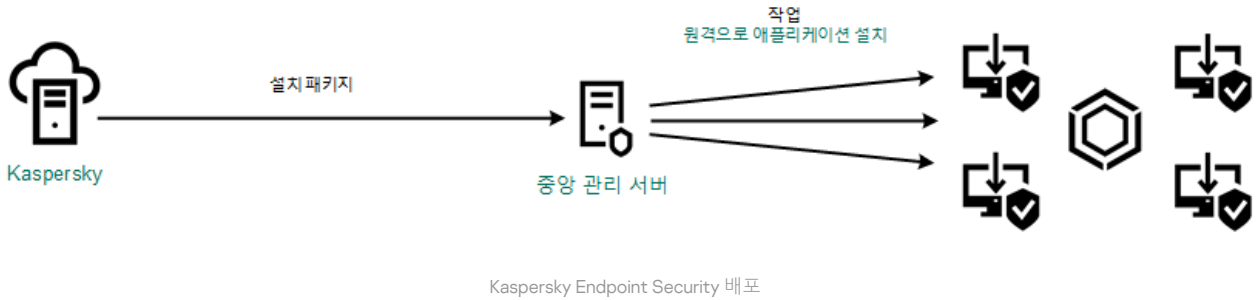 작업
원격으로 애플리케이션 설치
설치 패키지
Kaspersky
중앙 관리 서버
Kaspersky Endpoint Security 배포